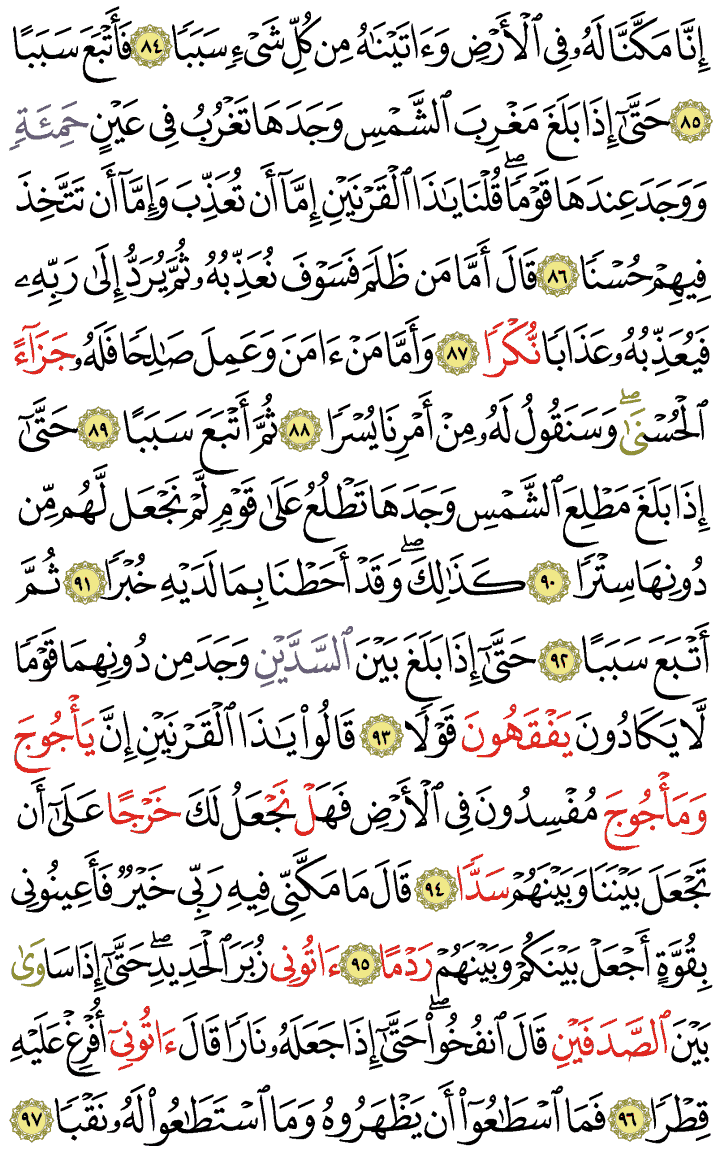 إِنَّا مَكَّنَّا لَهُۥ فِي ٱلۡأَرۡضِ وَءَاتَيۡنَٰهُ مِن كُلِّ شَيۡءٖ سَبَبٗا ٨٤ فَأَتۡبَعَ سَبَبًا
٨٥ حَتَّىٰٓ إِذَا بَلَغَ مَغۡرِبَ ٱلشَّمۡسِ وَجَدَهَا تَغۡرُبُ فِي عَيۡنٍ حَمِئَةٖ
وَوَجَدَ عِندَهَا قَوۡمٗاۖ قُلۡنَا يَٰذَا ٱلۡقَرۡنَيۡنِ إِمَّآ أَن تُعَذِّبَ وَإِمَّآ أَن تَتَّخِذَ
فِيهِمۡ حُسۡنٗا ٨٦ قَالَ أَمَّا مَن ظَلَمَ فَسَوۡفَ نُعَذِّبُهُۥ ثُمَّ يُرَدُّ إِلَىٰ رَبِّهِۦ
فَيُعَذِّبُهُۥ عَذَابٗا نُّكۡرٗا ٨٧ وَأَمَّا مَنۡ ءَامَنَ وَعَمِلَ صَٰلِحٗا فَلَهُۥ جَزَآءً
ٱلۡحُسۡنَىٰۖ وَسَنَقُولُ لَهُۥ مِنۡ أَمۡرِنَا يُسۡرٗا ٨٨ ثُمَّ أَتۡبَعَ سَبَبًا ٨٩ حَتَّىٰٓ
إِذَا بَلَغَ مَطۡلِعَ ٱلشَّمۡسِ وَجَدَهَا تَطۡلُعُ عَلَىٰ قَوۡمٖ لَّمۡ نَجۡعَل لَّهُم مِّن
دُونِهَا سِتۡرٗا ٩٠ كَذَٰلِكَۖ وَقَدۡ أَحَطۡنَا بِمَا لَدَيۡهِ خُبۡرٗا ٩١ ثُمَّ
أَتۡبَعَ سَبَبًا ٩٢ حَتَّىٰٓ إِذَا بَلَغَ بَيۡنَ ٱلسَّدَّيۡنِ وَجَدَ مِن دُونِهِمَا قَوۡمٗا
لَّا يَكَادُونَ يَفۡقَهُونَ قَوۡلٗا ٩٣ قَالُواْ يَٰذَا ٱلۡقَرۡنَيۡنِ إِنَّ يَأۡجُوجَ
وَمَأۡجُوجَ مُفۡسِدُونَ فِي ٱلۡأَرۡضِ فَهَلۡ نَجۡعَلُ لَكَ خَرۡجًا عَلَىٰٓ أَن
تَجۡعَلَ بَيۡنَنَا وَبَيۡنَهُمۡ سَدّٗا ٩٤ قَالَ مَا مَكَّنِّي فِيهِ رَبِّي خَيۡرٞ فَأَعِينُونِي
بِقُوَّةٍ أَجۡعَلۡ بَيۡنَكُمۡ وَبَيۡنَهُمۡ رَدۡمًا ٩٥ ءَاتُونِي زُبَرَ ٱلۡحَدِيدِۖ حَتَّىٰٓ إِذَا سَاوَىٰ
بَيۡنَ ٱلصَّدَفَيۡنِ قَالَ ٱنفُخُواْۖ حَتَّىٰٓ إِذَا جَعَلَهُۥ نَارٗا قَالَ ءَاتُونِيٓ أُفۡرِغۡ عَلَيۡهِ
قِطۡرٗا ٩٦ فَمَا ٱسۡطَٰعُوٓاْ أَن يَظۡهَرُوهُ وَمَا ٱسۡتَطَٰعُواْ لَهُۥ نَقۡبٗا ٩٧